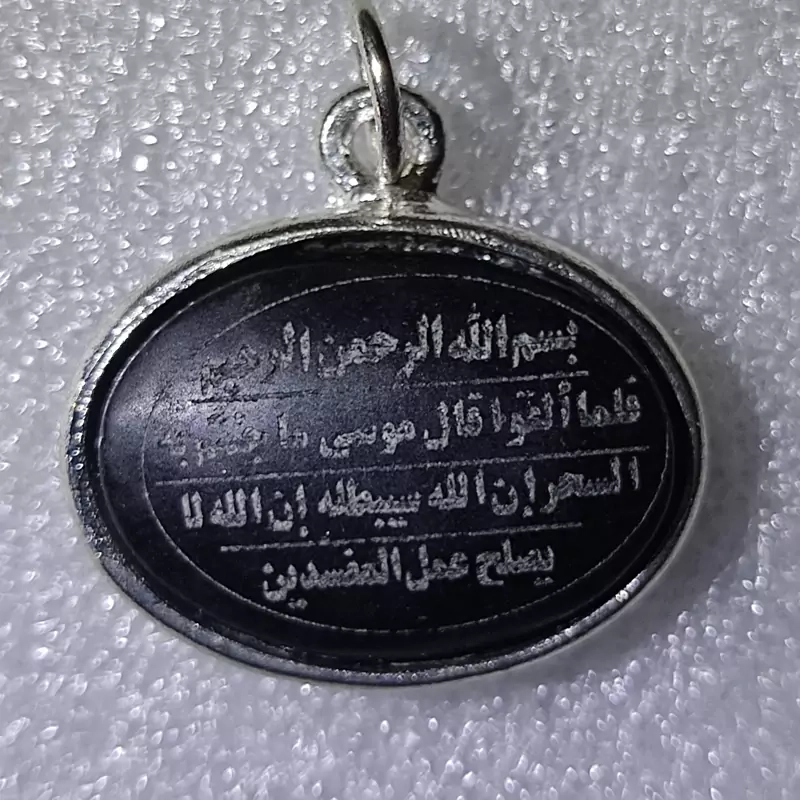 بسم الله الرحمن الرحيم
فلما ألقوا قال موسى ما جئتم به
السحر إن الله سيبطله إن الله لا
يصلح عمل المفسدين